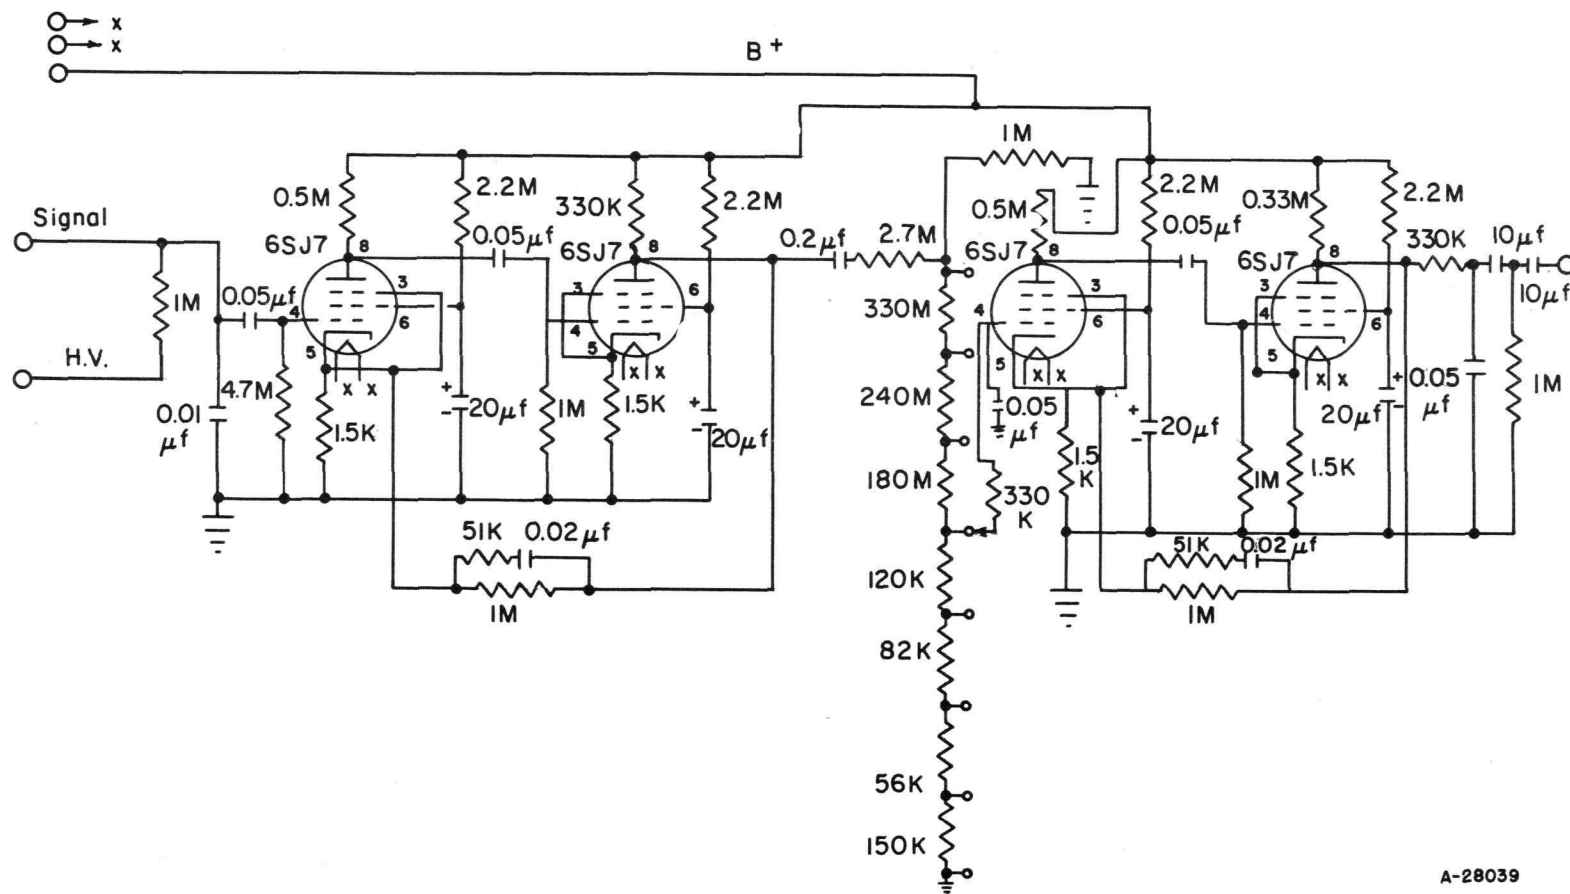 x
x
B+
1M
0.5M
2.2M
330K
2.2M
0.5M
2.2M
0.33M
2.2M
Signal
6SJ7
8
0.05μf
6SJ7
8
0.2μf
2.7M
6SJ7
8
0.05μf
6SJ7
8
330K
10μf
10μf
1M
0.05μf
4
3
6
5
x x
3
4
6
5
x x
330M
4
3
6
5
x x
3
4
6
5
x x
H.V.
4.7M
0.01
μf
1.5K
20μf
1M
1.5K
20μf
240M
0.05
μf
20μf
20μf
0.05
μf
1M
180M
330
K
1.5
K
1M
1.5K
51K
0.02μf
1M
120K
51K
0.02μf
1M
82K
56K
150K
A-28039